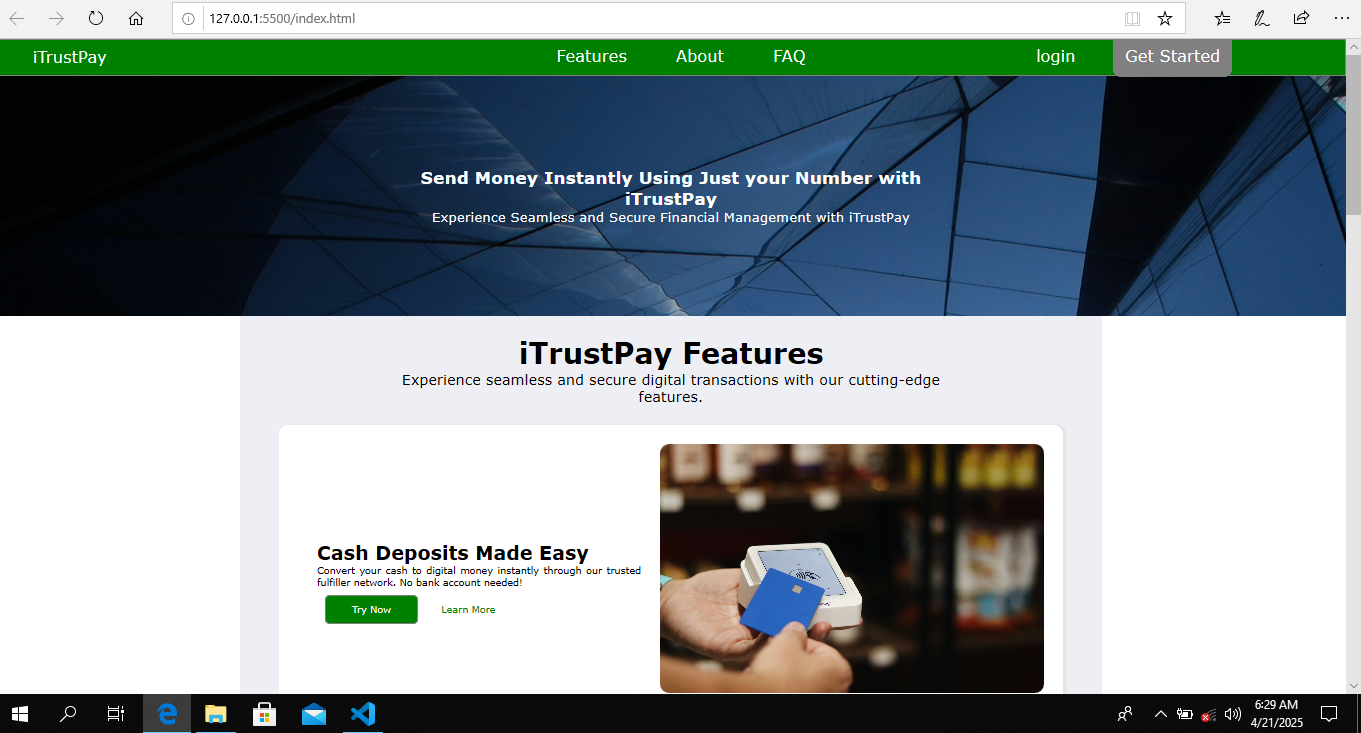 127.0.0.1:5500/index.html
iTrustPay
Features
About
FAQ
login
Get Started
Send Money Instantly Using Just your Number with
iTrustPay
Experience Seamless and Secure Financial Management with iTrustPay
iTrustPay Features
Experience seamless and secure digital transactions with our cutting-edge
features.
Cash Deposits Made Easy
Convert your cash to digital money instantly through our trusted
fulfiller network. No bank account needed!
Try Now
Learn More
6:29 AM
4/21/2025